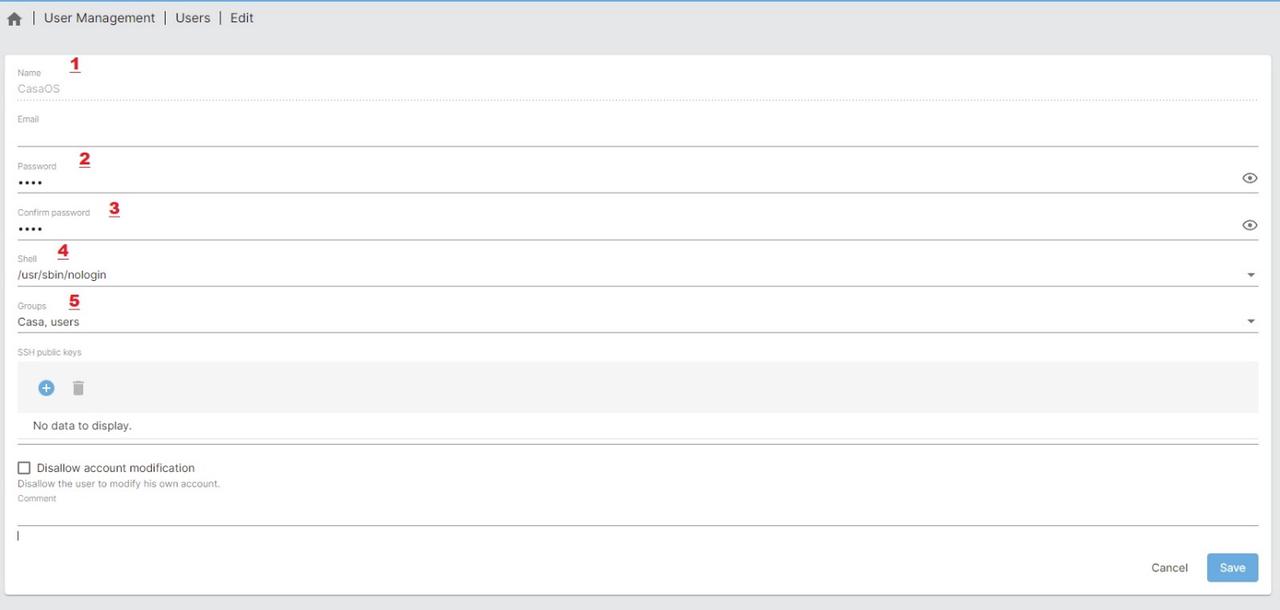 User Management | Users | Edit
Name 1
CasaOS
Email
Password 2
••••
Confirm password 3
••••
Shell 4
/usr/sbin/nologin
Groups 5
Casa, users
SSH public keys
No data to display.
Disallow account modification
Disallow the user to modify his own account.
Comment
Cancel Save